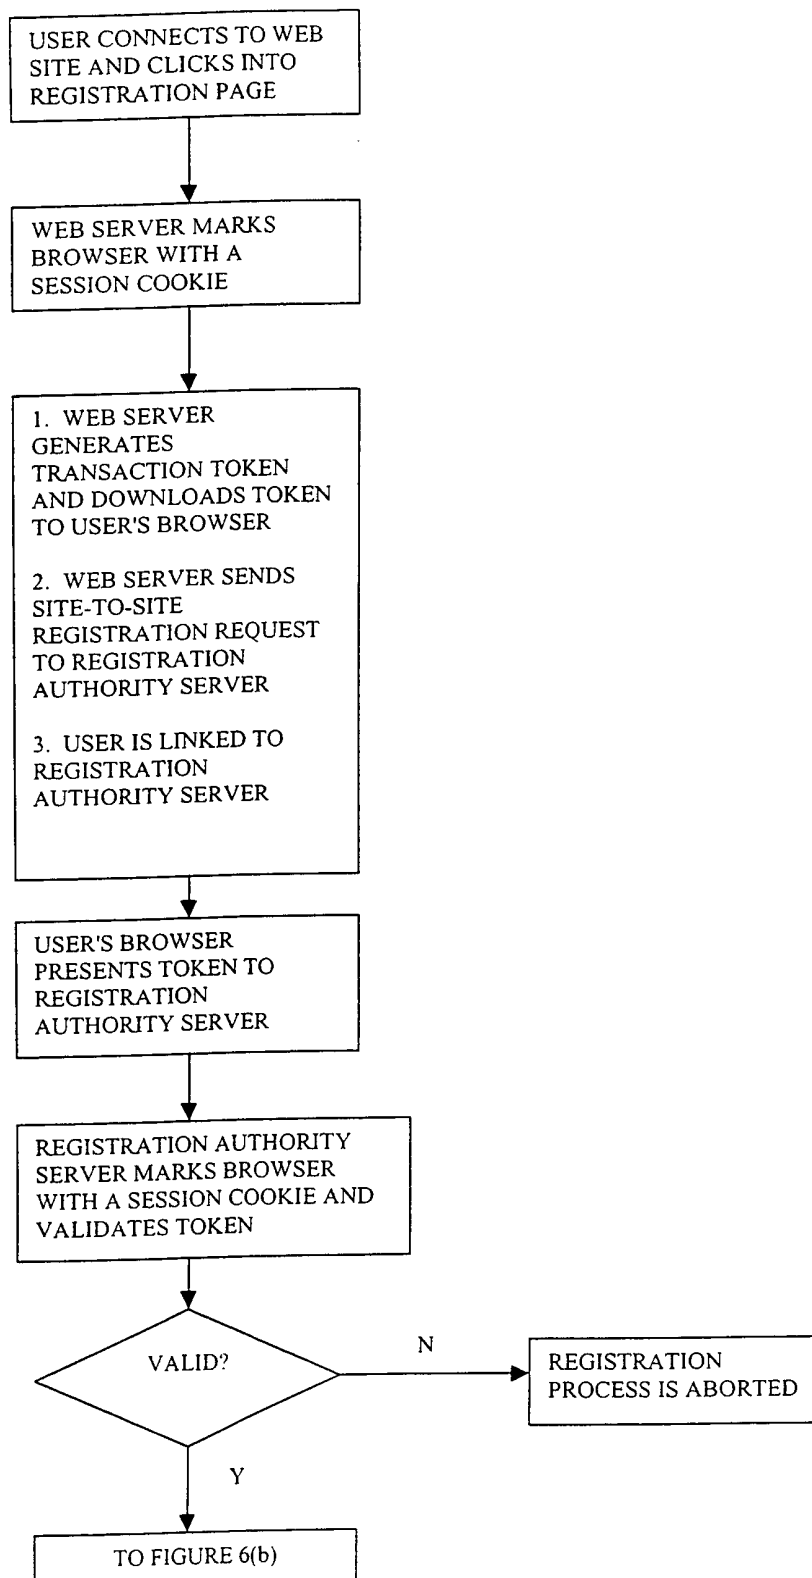 USER CONNECTS TO WEB
SITE AND CLICKS INTO
REGISTRATION PAGE
WEB SERVER MARKS
BROWSER WITH A
SESSION COOKIE
1. WEB SERVER
GENERATES
TRANSACTION TOKEN
AND DOWNLOADS TOKEN
TO USER'S BROWSER
2. WEB SERVER SENDS
SITE-TO-SITE
REGISTRATION REQUEST
TO REGISTRATION
AUTHORITY SERVER
3. USER IS LINKED TO
REGISTRATION
AUTHORITY SERVER
USER'S BROWSER
PRESENTS TOKEN TO
REGISTRATION
AUTHORITY SERVER
REGISTRATION AUTHORITY
SERVER MARKS BROWSER
WITH A SESSION COOKIE AND
VALIDATES TOKEN
VALID?
N
REGISTRATION
PROCESS IS ABORTED
Y
TO FIGURE 6(b)